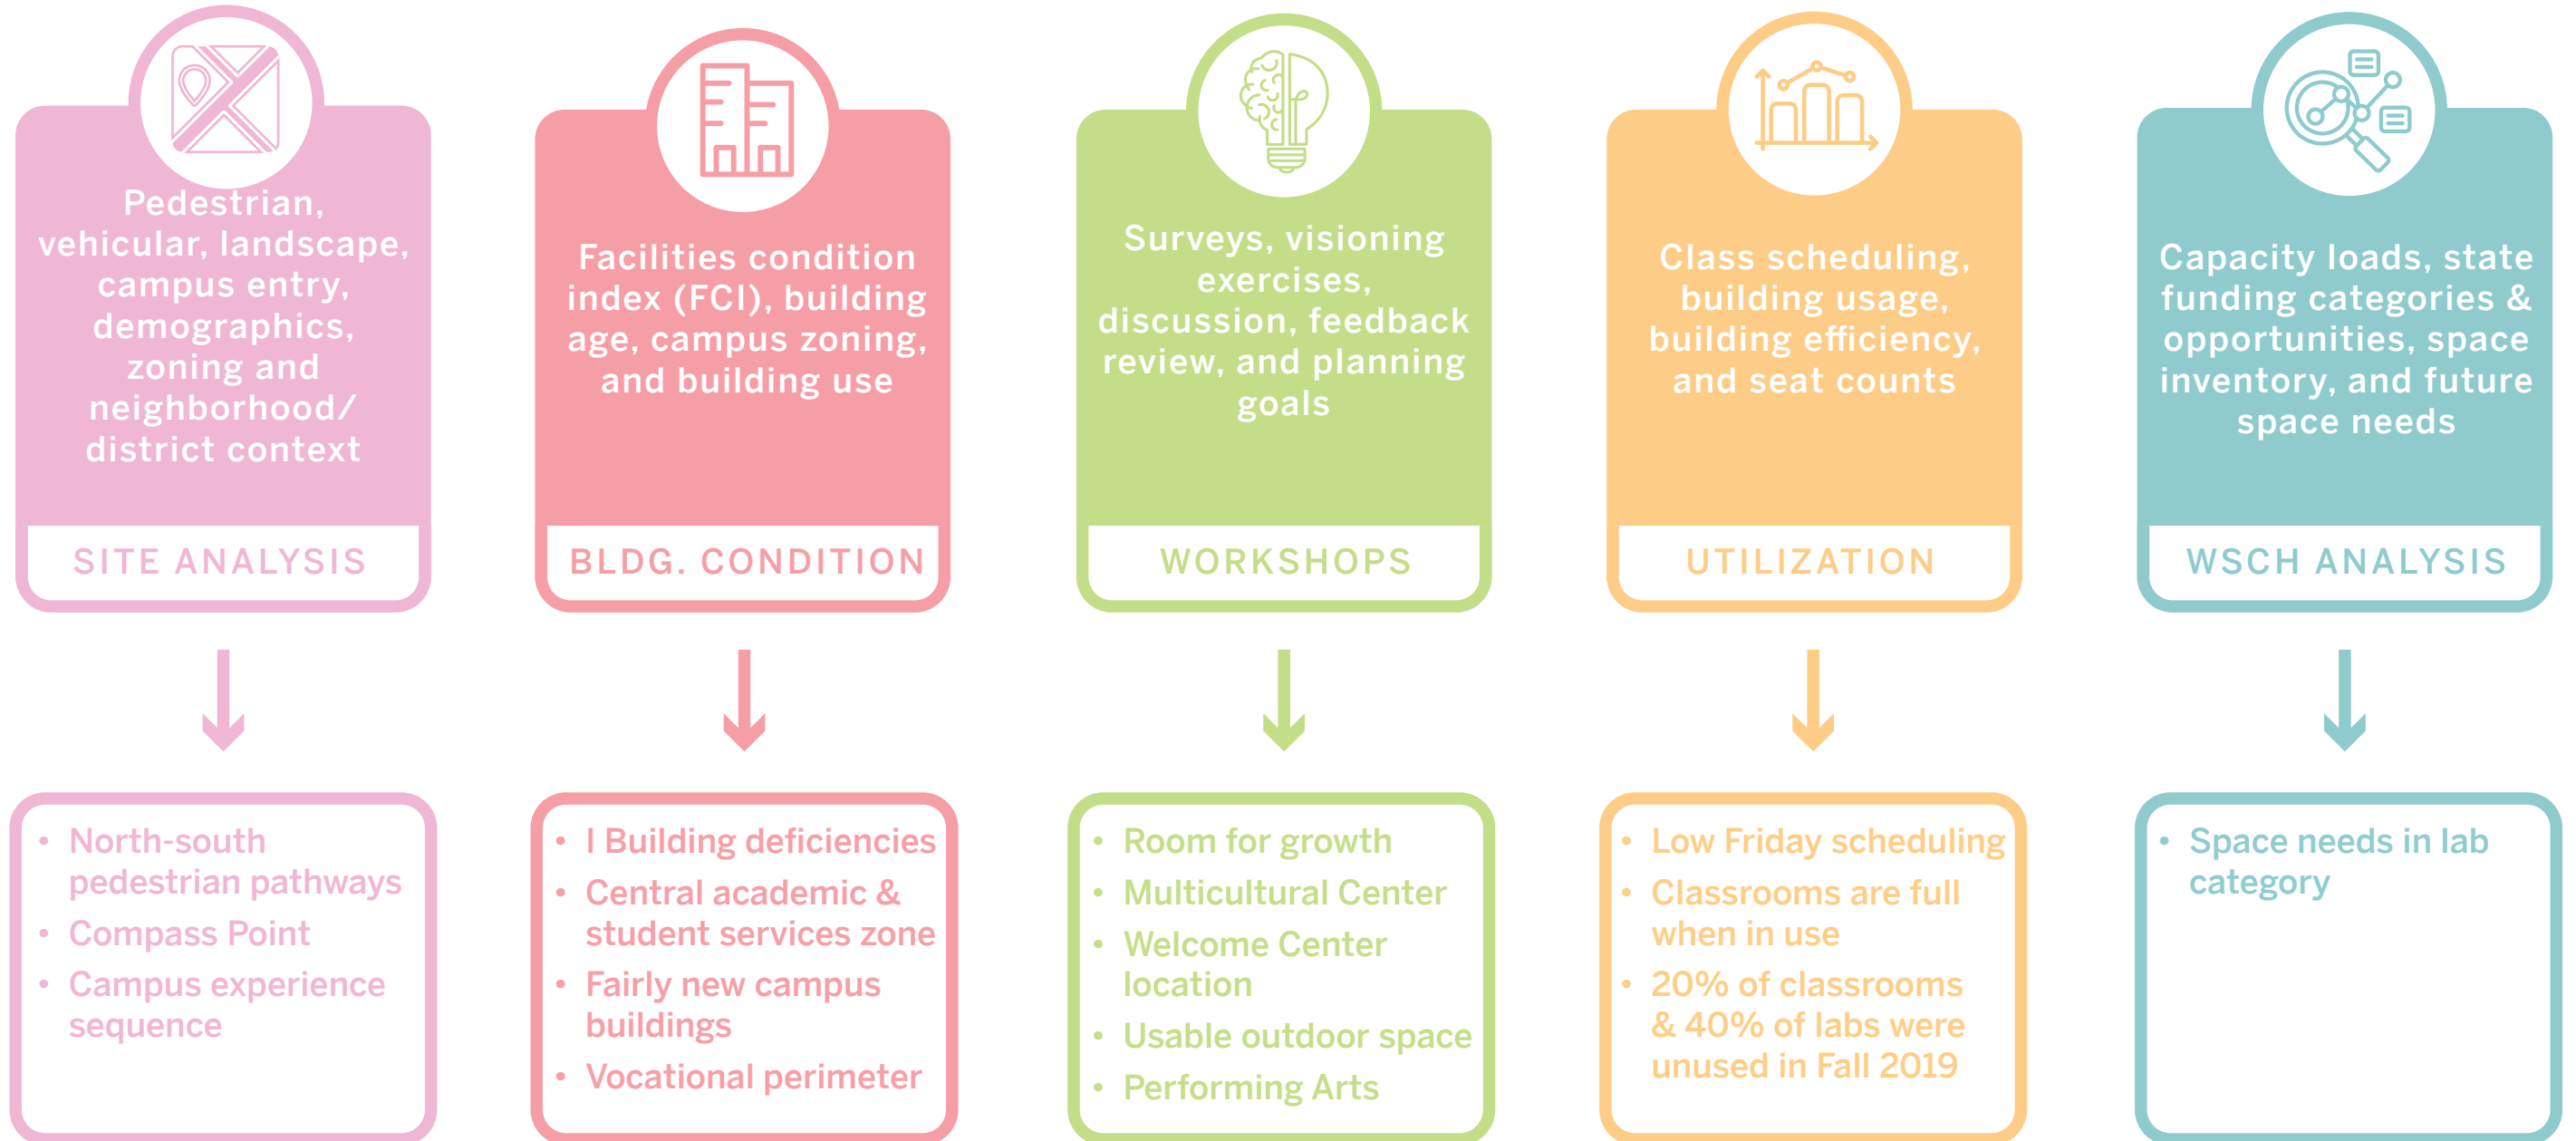 Pedestrian,
vehicular, landscape,
campus entry,
demographics,
zoning and
neighborhood/
district context
SITE ANALYSIS
• North-south
pedestrian pathways
• Compass Point
• Campus experience
sequence
Facilities condition
index (FCI), building
age, campus zoning,
and building use
BLDG. CONDITION
• I Building deficiencies
• Central academic &
student services zone
• Fairly new campus
buildings
• Vocational perimeter
Surveys, visioning
exercises,
discussion, feedback
review, and planning
goals
WORKSHOPS
• Room for growth
• Multicultural Center
• Welcome Center
location
• Usable outdoor space
• Performing Arts
Class scheduling,
building usage,
building efficiency,
and seat counts
UTILIZATION
• Low Friday scheduling
• Classrooms are full
when in use
• 20% of classrooms
& 40% of labs were
unused in Fall 2019
Capacity loads, state
funding categories &
opportunities, space
inventory, and future
space needs
WSCH ANALYSIS
• Space needs in lab
category